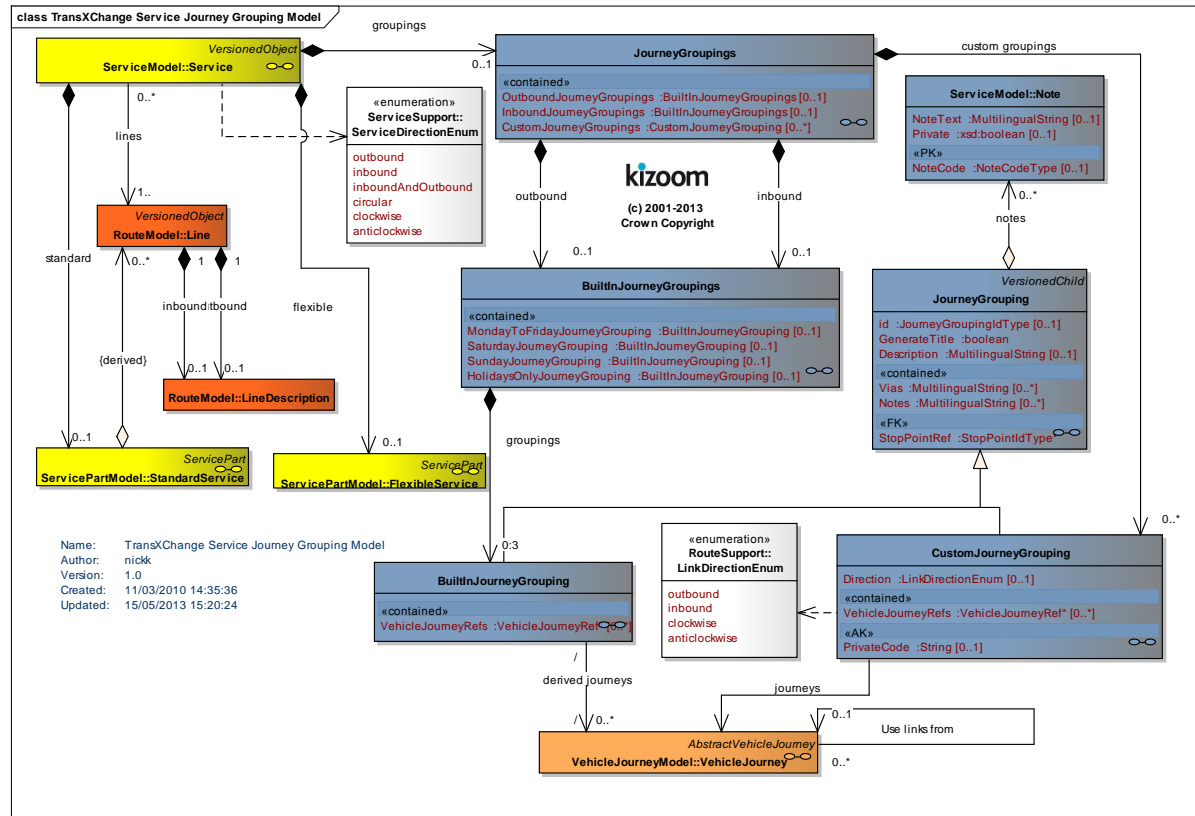 class TransXChange Service Journey Grouping Model
groupings
VersionedObject
ServiceModel::Service
0..1
JourneyGroupings
«contained»
OutboundJourneyGroupings :BuiltInJourneyGroupings [0..1]
InboundJourneyGroupings :BuiltInJourneyGroupings [0..1]
CustomJourneyGroupings :CustomJourneyGrouping [0..*]
custom groupings
ServiceModel::Note
NoteText :MultilingualString [0..1]
Private :xsd:boolean [0..1]
«PK»
NoteCode :NoteCodeType [0..1]
0..*
lines
1..
«enumeration»
ServiceSupport::
ServiceDirectionEnum
outbound
inbound
inboundAndOutbound
circular
clockwise
anticlockwise
kizoom
(c) 2001-2013
Crown Copyright
outbound
inbound
0..1
0..1
0..*
notes
VersionedObject
RouteModel::Line
standard
0..*
1
1
inbound
tbound
{derived}
0..1
0..1
RouteModel::LineDescription
flexible
BuiltInJourneyGroupings
«contained»
MondayToFridayJourneyGrouping :BuiltInJourneyGrouping [0..1]
SaturdayJourneyGrouping :BuiltInJourneyGrouping [0..1]
SundayJourneyGrouping :BuiltInJourneyGrouping [0..1]
HolidaysOnlyJourneyGrouping :BuiltInJourneyGrouping [0..1]
VersionedChild
JourneyGrouping
id :JourneyGroupingIdType [0..1]
GenerateTitle :boolean
Description :MultilingualString [0..1]
«contained»
Vias :MultilingualString [0..*]
Notes :MultilingualString [0..*]
«FK»
StopPointRef :StopPointIdType*
0..1
ServicePart
ServicePartModel::StandardService
0..1
ServicePart
ServicePartModel::FlexibleService
groupings
0:3
0..*
Name: TransXChange Service Journey Grouping Model
Author: nickk
Version: 1.0
Created: 11/03/2010 14:35:36
Updated: 15/05/2013 15:20:24
BuiltInJourneyGrouping
«contained»
VehicleJourneyRefs :VehicleJourneyRef* [0..*]
«enumeration»
RouteSupport::
LinkDirectionEnum
outbound
inbound
clockwise
anticlockwise
CustomJourneyGrouping
Direction :LinkDirectionEnum [0..1]
«contained»
VehicleJourneyRefs :VehicleJourneyRef* [0..*]
«AK»
PrivateCode :String [0..1]
/
derived journeys
/
0..*
journeys
0..1
Use links from
0..*
AbstractVehicleJourney
VehicleJourneyModel::VehicleJourney